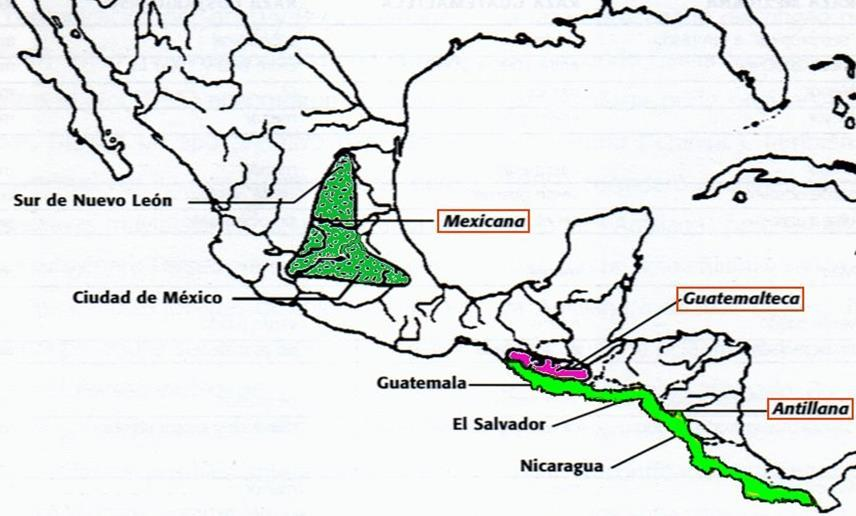 Sur de Nuevo León
Mexicana
Ciudad de México
Guatemalteca
Guatemala
Antillana
El Salvador
Nicaragua